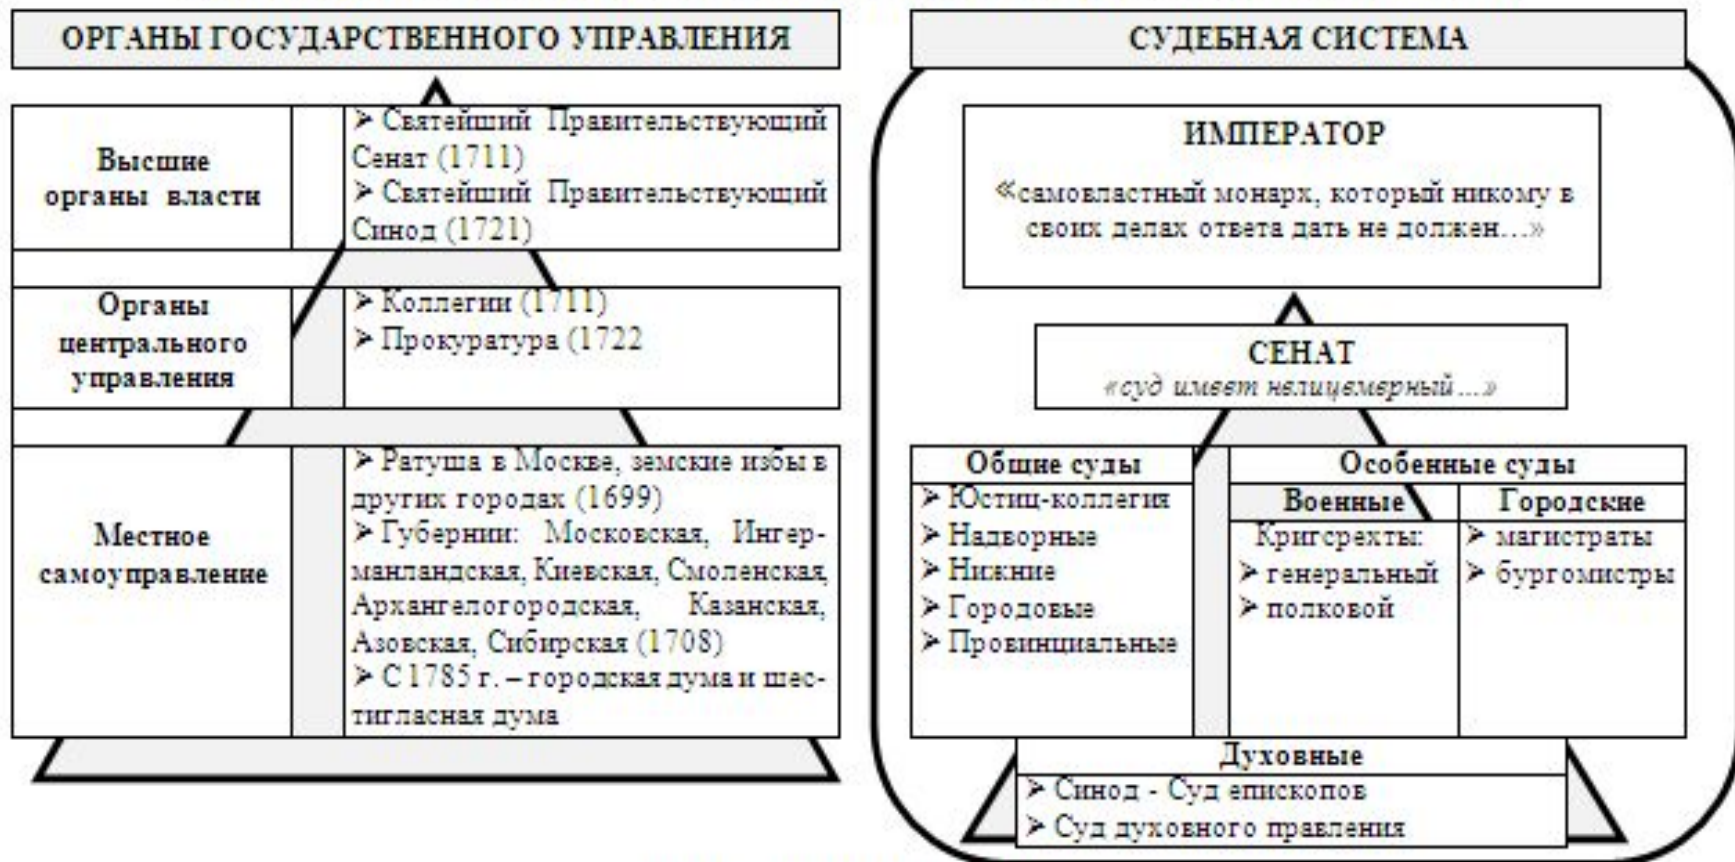 ОРГАНЫ ГОСУДАРСТВЕННОГО УПРАВЛЕНИЯ
Высшие
органы власти
➤ Святейший Правительствующий
Сенат (1711)
➤ Святейший Правительствующий
Синод (1721)
Органы
центрального
управления
➤ Коллегии (1711)
➤ Прокуратура (1722
Местное
самоуправление
➤ Ратуша в Москве, земские избы в
других городах (1699)
➤ Губернии: Московская, Ингер-
манландская, Киевская, Смоленская,
Архангелогородская, Казанская,
Азовская, Сибирская (1708)
➤ С 1785 г. – городская дума и шес-
тигласная дума
СУДЕБНАЯ СИСТЕМА
ИМПЕРАТОР
«самовластный монарх, который никому в
своих делах ответа дать не должен...»
СЕНАТ
«суд имеет нелицемерный...»
Общие суды
➤ Юстиц-коллегия
➤ Надворные
➤ Нижние
➤ Городовые
➤ Провинциальные
Особенные суды
Военные
Кригсрехты:
➤ генеральный
➤ полковой
Городские
➤ магистраты
➤ бургомистры
Духовные
➤ Синод - Суд епископов
➤ Суд духовного правления